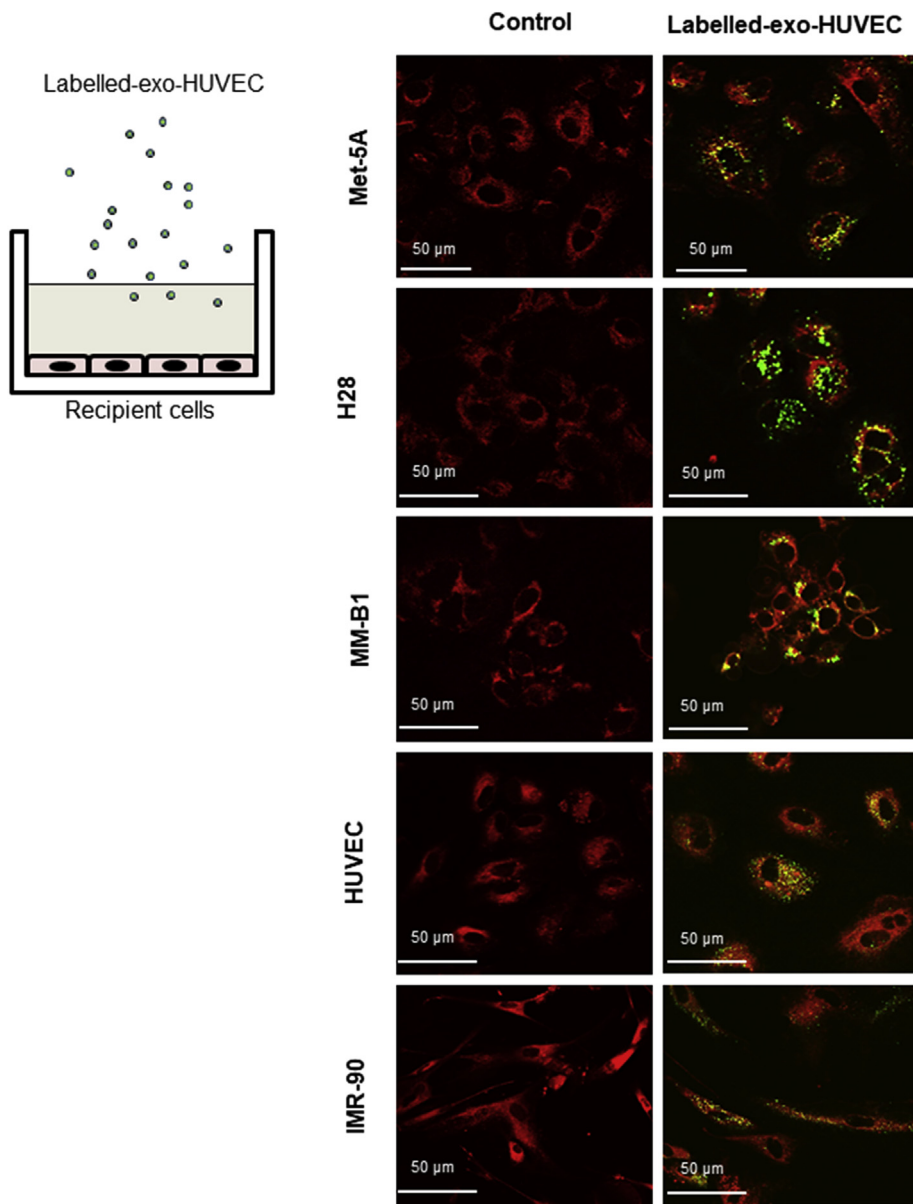 Control
Labelled-exo-HUVEC
Labelled-exo-HUVEC
Recipient cells
Met-5A
50 µm
50 µm
H28
50 µm
50 µm
MM-B1
50 µm
50 µm
HUVEC
50 µm
50 µm
IMR-90
50 µm
50 µm